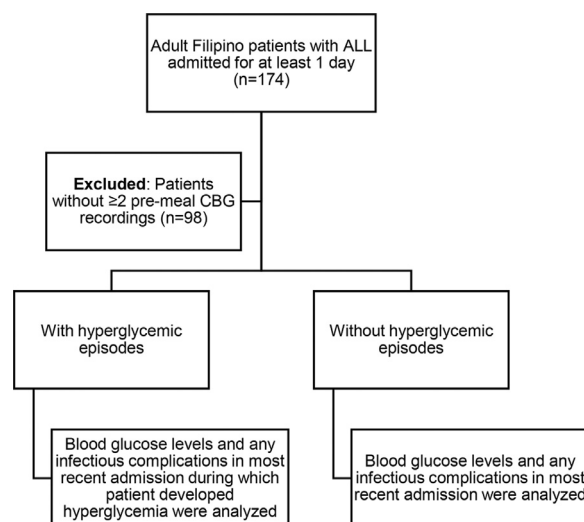 Adult Filipino patients with ALL
admitted for at least 1 day
(n=174)
Excluded: Patients
without ≥2 pre-meal CBG
recordings (n=98)
With hyperglycemic
episodes
Without hyperglycemic
episodes
Blood glucose levels and any
infectious complications in most
recent admission during which
patient developed
hyperglycemia were analyzed
Blood glucose levels and any
infectious complications in most
recent admission were analyzed